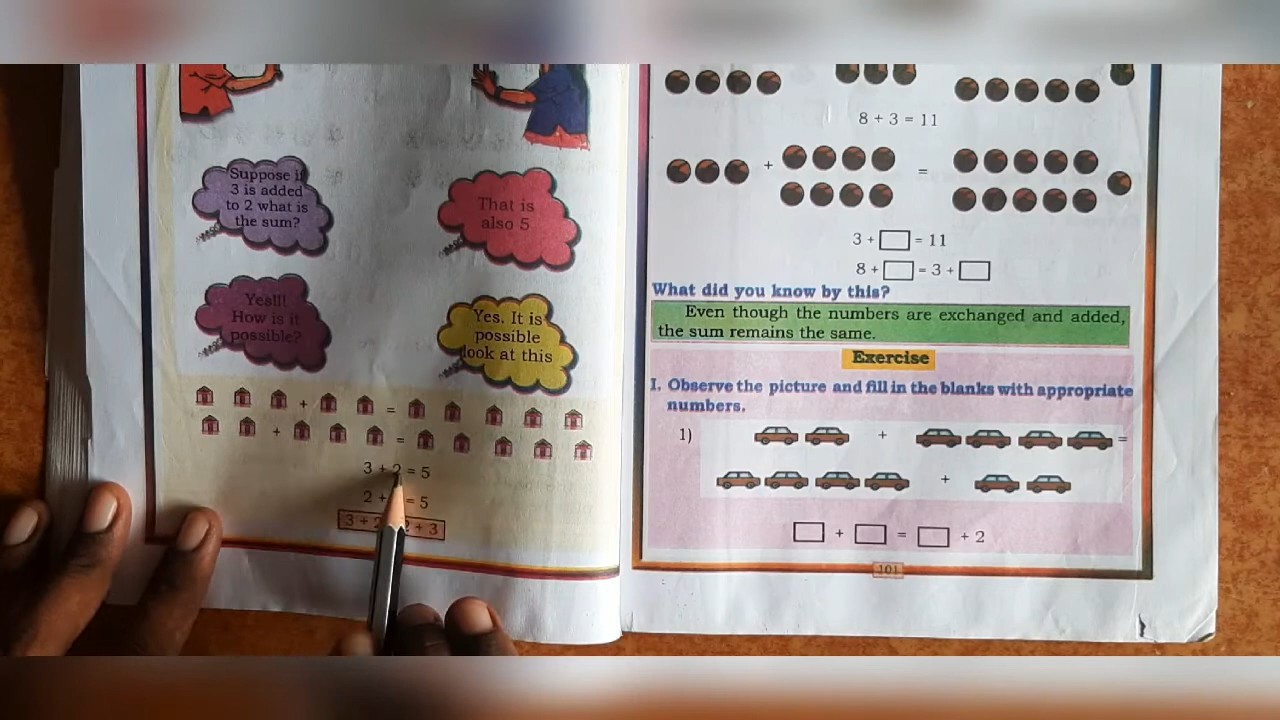 Suppose if
3 is added
to 2 what is
the sum?
That is
also 5
Yes!!!
How is it
possible?
Yes. It is
possible
look at this
+ =
+ =
3 + 2 = 5
2 + = 5
3 + 2 2 + 3
8 + 3 = 11
+ =
3 + □ = 11
8 + □ = 3 + □
What did you know by this?
Even though the numbers are exchanged and added,
the sum remains the same.
Exercise
I. Observe the picture and fill in the blanks with appropriate
numbers.
1) + =
+
□ + □ = □ + 2
101